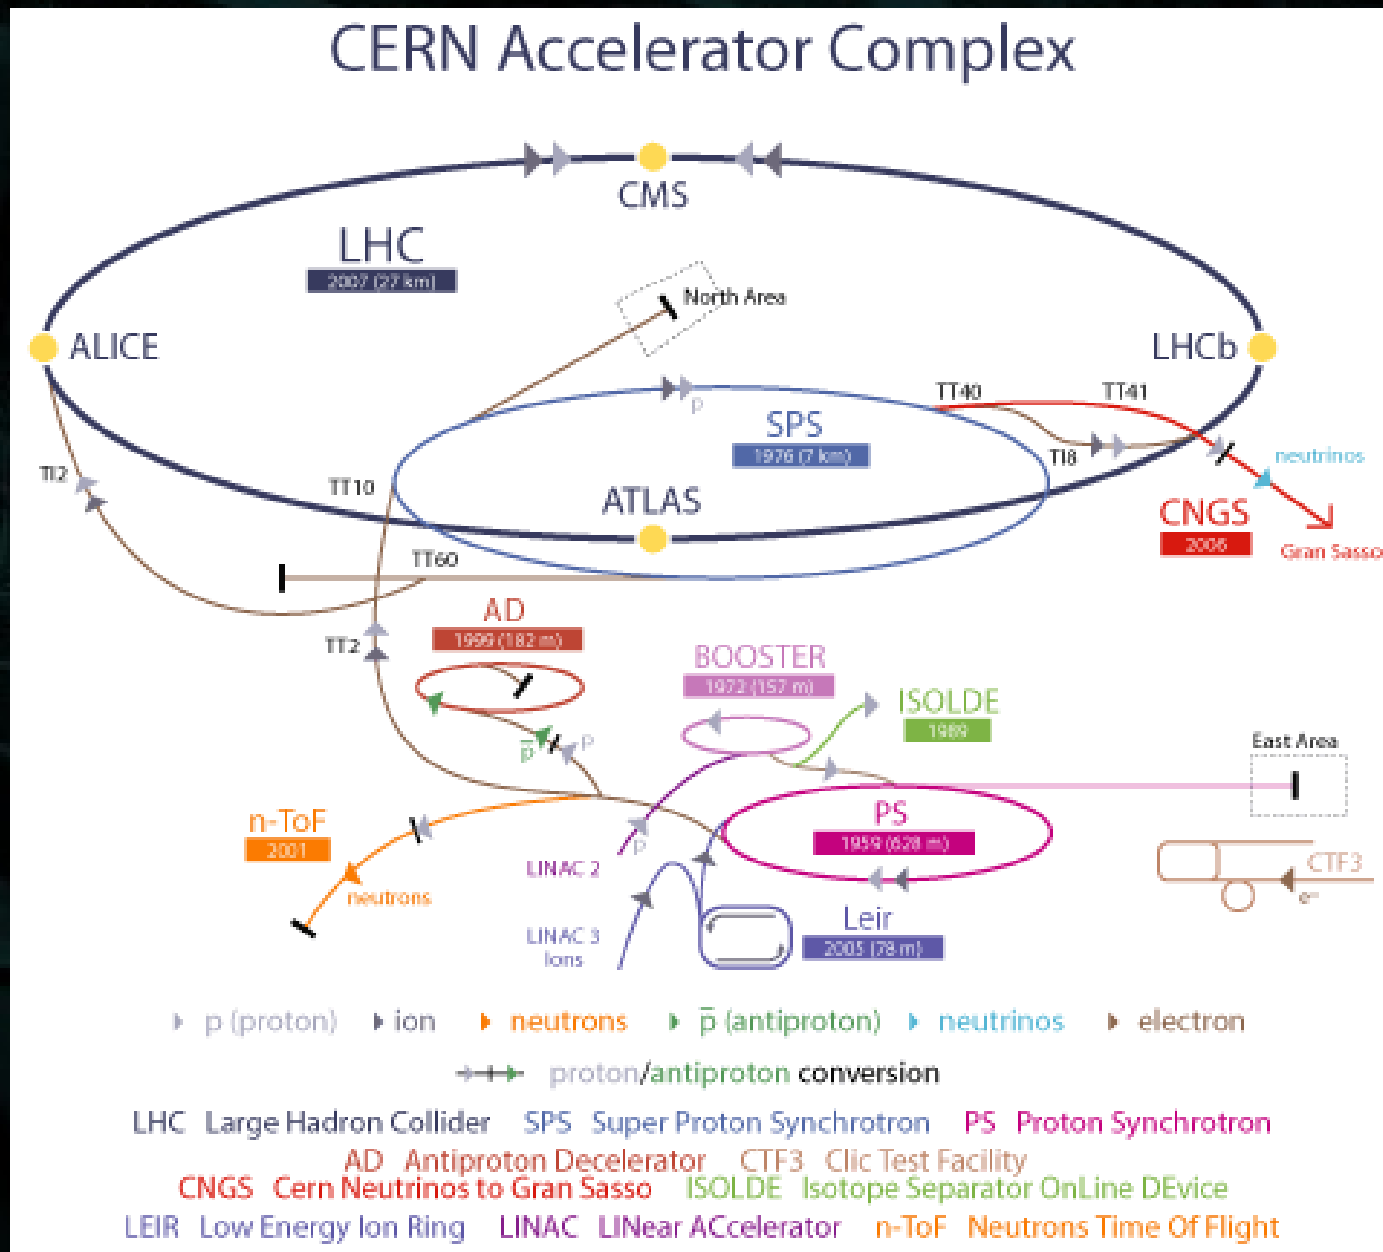 CERN Accelerator Complex
CMS
LHC
2007 (27 km)
North Area
ALICE
LHCb
p
TT40
TT41
SPS
1976 (7 km)
TI8
neutrinos
TI2
TT10
ATLAS
CNGS
2006
Gran Sasso
TT60
AD
1999 (182 m)
TT2
BOOSTER
1972 (157 m)
ISOLDE
1989
p̅
p
East Area
n-ToF
2001
PS
1959 (628 m)
p
LINAC 2
CTF3
e-
neutrons
Leir
2005 (78 m)
LINAC 3
Ions
p (proton) ion neutrons p̅ (antiproton) neutrinos electron
proton/antiproton conversion
LHC Large Hadron Collider SPS Super Proton Synchrotron PS Proton Synchrotron
AD Antiproton Decelerator CTF3 Clic Test Facility
CNGS Cern Neutrinos to Gran Sasso ISOLDE Isotope Separator OnLine DEvice
LEIR Low Energy Ion Ring LINAC LINear ACcelerator n-ToF Neutrons Time Of Flight